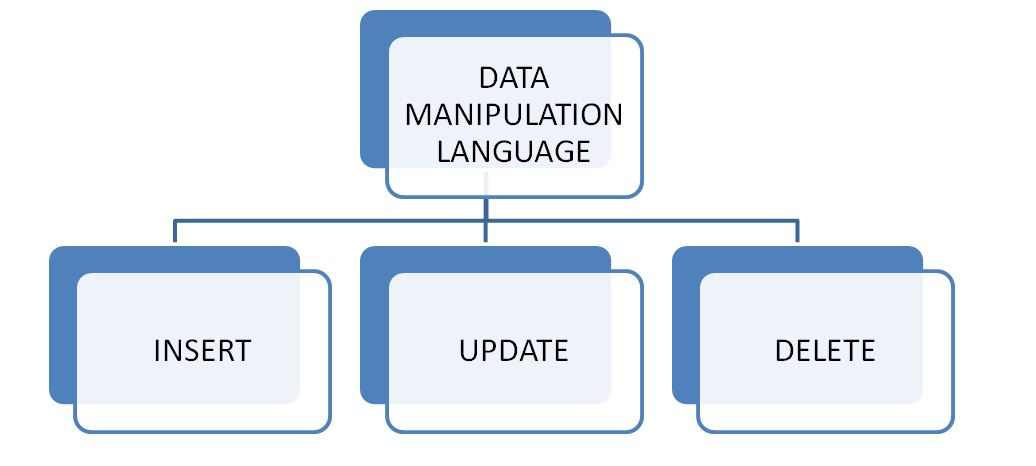 DATA
MANIPULATION
LANGUAGE
INSERT
UPDATE
DELETE